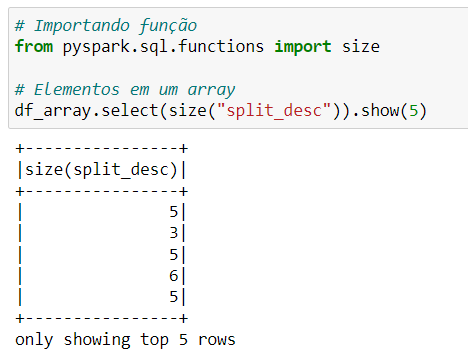 # Importando função
from pyspark.sql.functions import size
# Elementos em um array
df_array.select(size("split_desc")).show(5)
+----------------+
|size(split_desc)|
+----------------+
|               5|
|               3|
|               5|
|               6|
|               5|
+----------------+
only showing top 5 rows